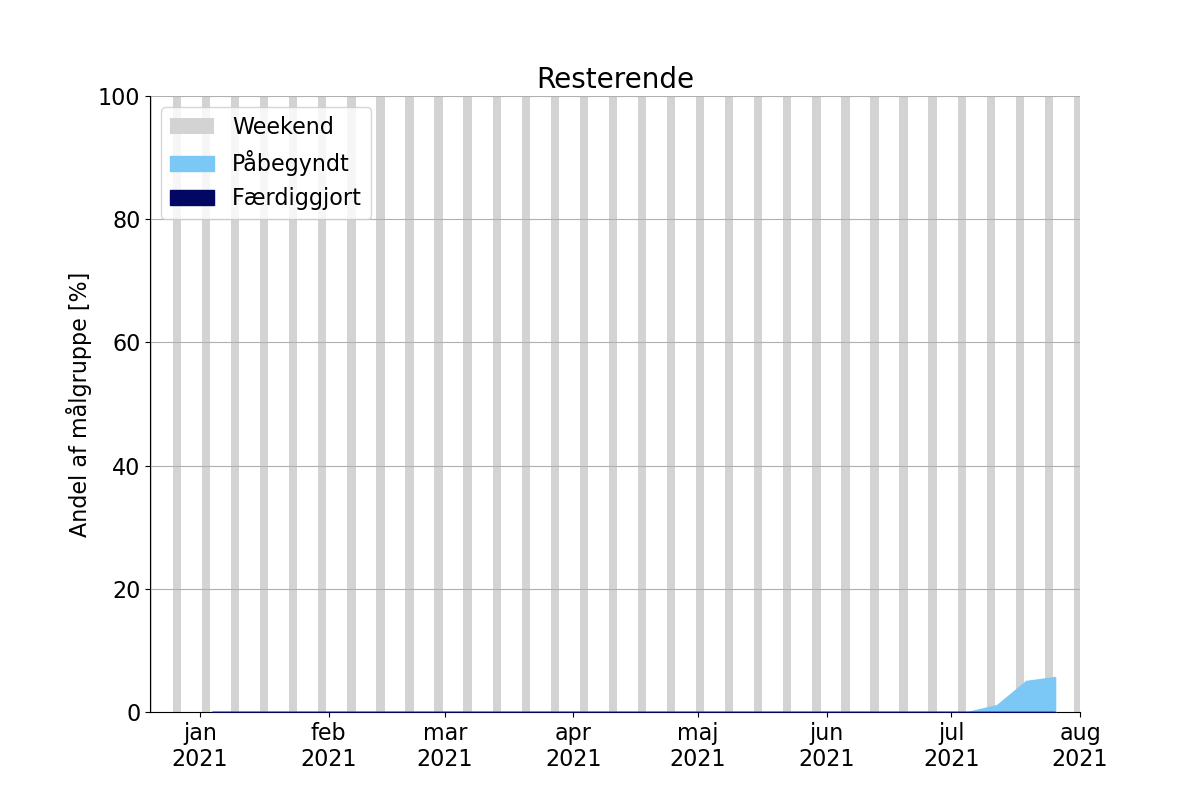 Resterende
100
80
60
40
20
0
Andel af målgruppe [%]
Weekend
Påbegyndt
Færdiggjort
jan
2021
feb
2021
mar
2021
apr
2021
maj
2021
jun
2021
jul
2021
aug
2021